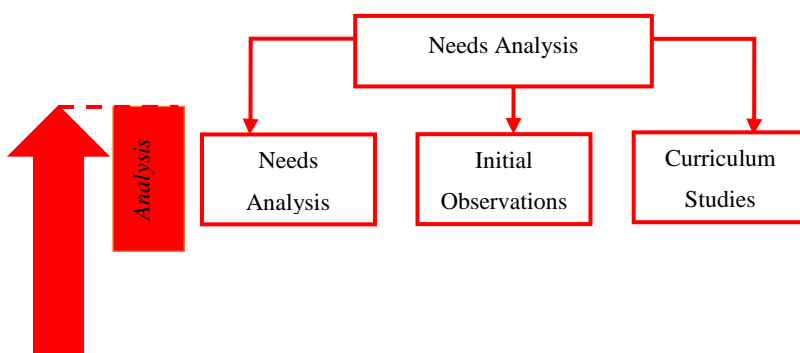 Needs Analysis
Analysis
Needs
Analysis
Initial
Observations
Curriculum
Studies